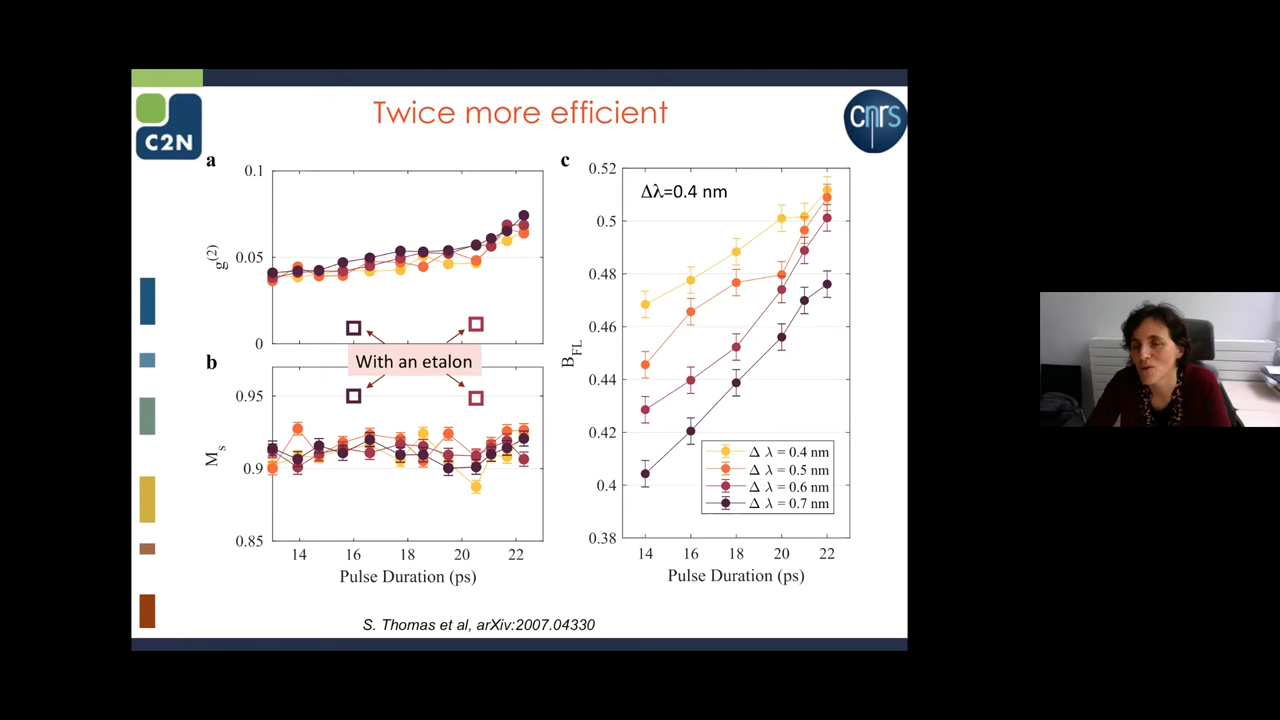 C2N
Twice more efficient
cnrs
a
0.1
0.05
0
g(2)
With an etalon
b
0.95
0.9
0.85
Ms
14 16 18 20 22
Pulse Duration (ps)
c
Δλ=0.4 nm
0.52
0.5
0.48
0.46
0.44
0.42
0.4
0.38
BFL
Δ λ = 0.4 nm
Δ λ = 0.5 nm
Δ λ = 0.6 nm
Δ λ = 0.7 nm
14 16 18 20 22
Pulse Duration (ps)
S. Thomas et al, arXiv:2007.04330